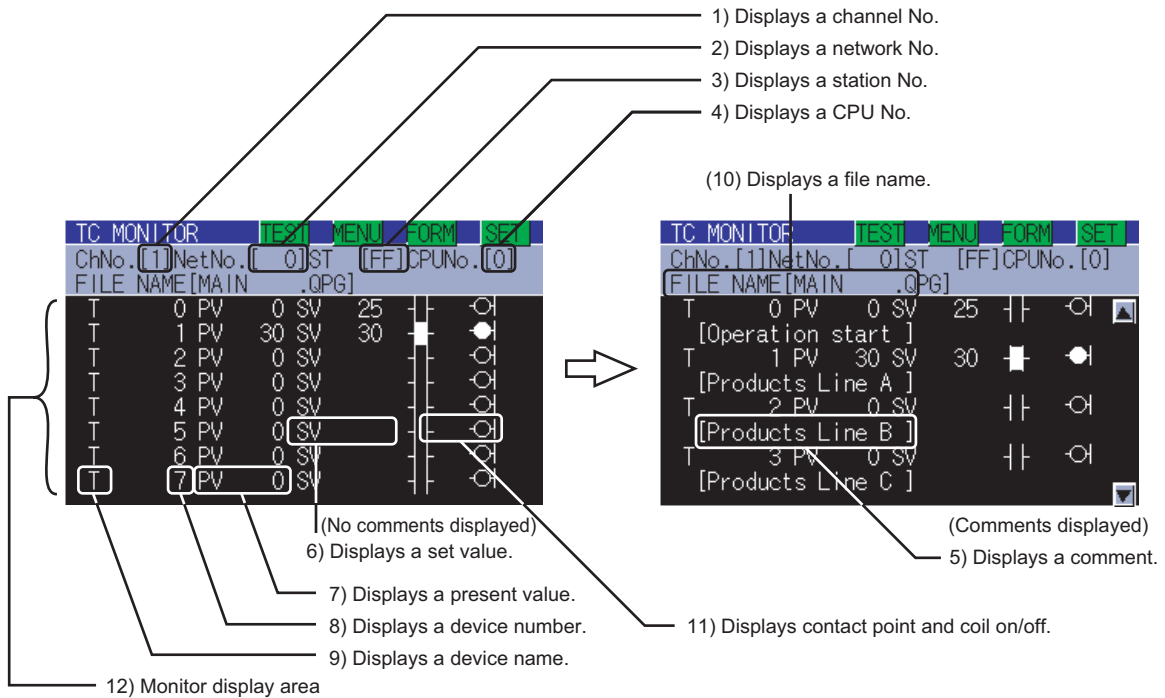 1) Displays a channel No.
2) Displays a network No.
3) Displays a station No.
4) Displays a CPU No.
(10) Displays a file name.
TC MONITOR TEST MENU FORM SET
ChNo.[1]NetNo.[ 0]ST [FF]CPUNo.[0]
FILE NAME[MAIN .QPG]
T 0 PV 0 SV 25
T 1 PV 30 SV 30
T 2 PV 0 SV
T 3 PV 0 SV
T 4 PV 0 SV
T 5 PV 0 SV
T 6 PV 0 SV
T 7 PV 0 SV
(No comments displayed)
TC MONITOR TEST MENU FORM SET
ChNo.[1]NetNo.[ 0]ST [FF]CPUNo.[0]
FILE NAME[MAIN .QPG]
T 0 PV 0 SV 25
[Operation start ]
T 1 PV 30 SV 30
[Products Line A ]
T 2 PV 0 SV
[Products Line B ]
T 3 PV 0 SV
[Products Line C ]
(Comments displayed)
5) Displays a comment.
6) Displays a set value.
7) Displays a present value.
8) Displays a device number.
9) Displays a device name.
11) Displays contact point and coil on/off.
12) Monitor display area